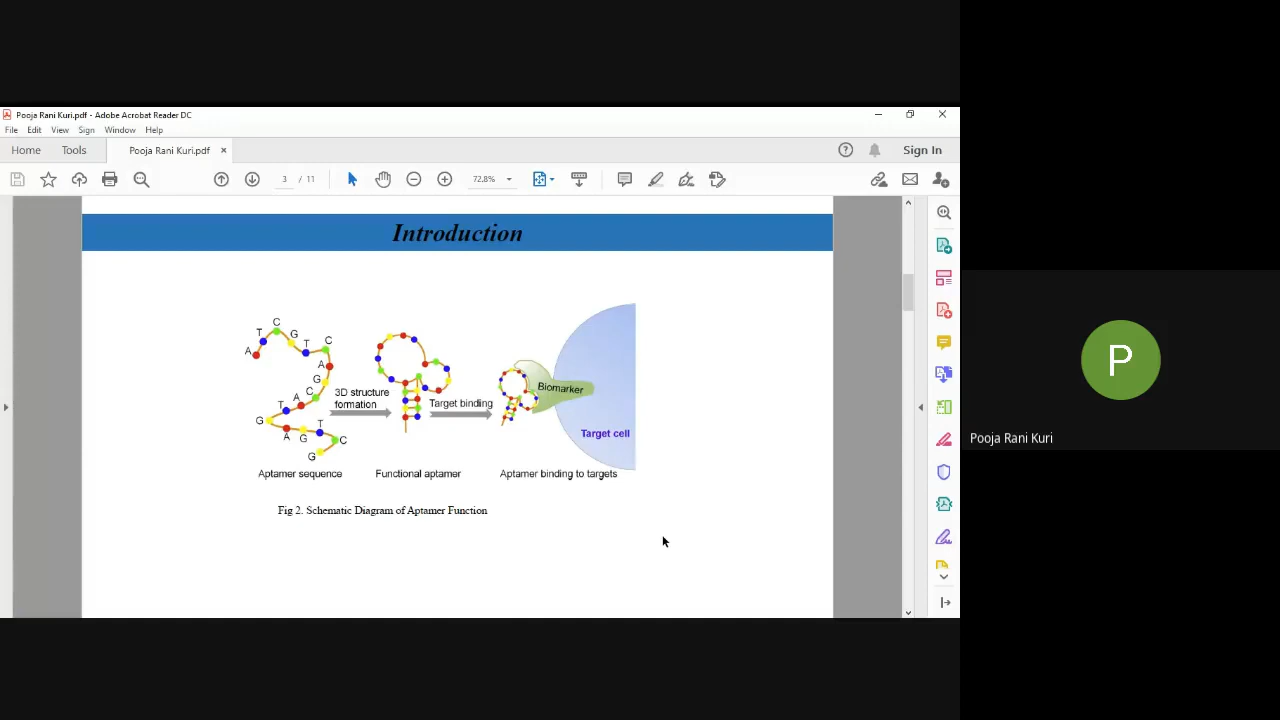 Pooja Rani Kuri.pdf - Adobe Acrobat Reader DC
File Edit View Sign Window Help
Home Tools Pooja Rani Kuri.pdf × Sign In
3 / 11 72.8%
Introduction
A T C G T C A G C A T G A G T C G
3D structure
formation
Target binding
Biomarker
Target cell
Aptamer sequence Functional aptamer Aptamer binding to targets
Fig 2. Schematic Diagram of Aptamer Function
P
Pooja Rani Kuri